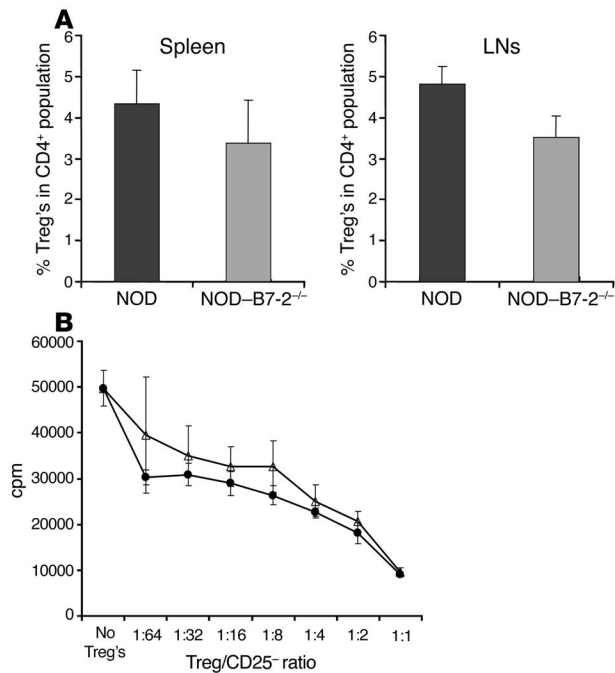 A
Spleen
% Treg's in CD4⁺ population
6
5
4
3
2
1
0
NOD
NOD–B7-2⁻/⁻
LNs
% Treg's in CD4⁺ population
6
5
4
3
2
1
0
NOD
NOD–B7-2⁻/⁻
B
cpm
60000
50000
40000
30000
20000
10000
0
No Treg's
1:64
1:32
1:16
1:8
1:4
1:2
1:1
Treg/CD25⁻ ratio